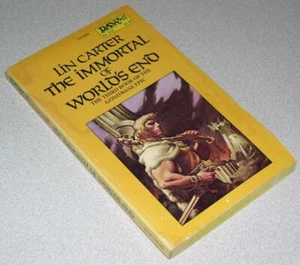 DAW
LIN CARTER
THE IMMORTAL
OF
WORLD'S END
THE THIRD BOOK OF THE
GONDWANE EPIC